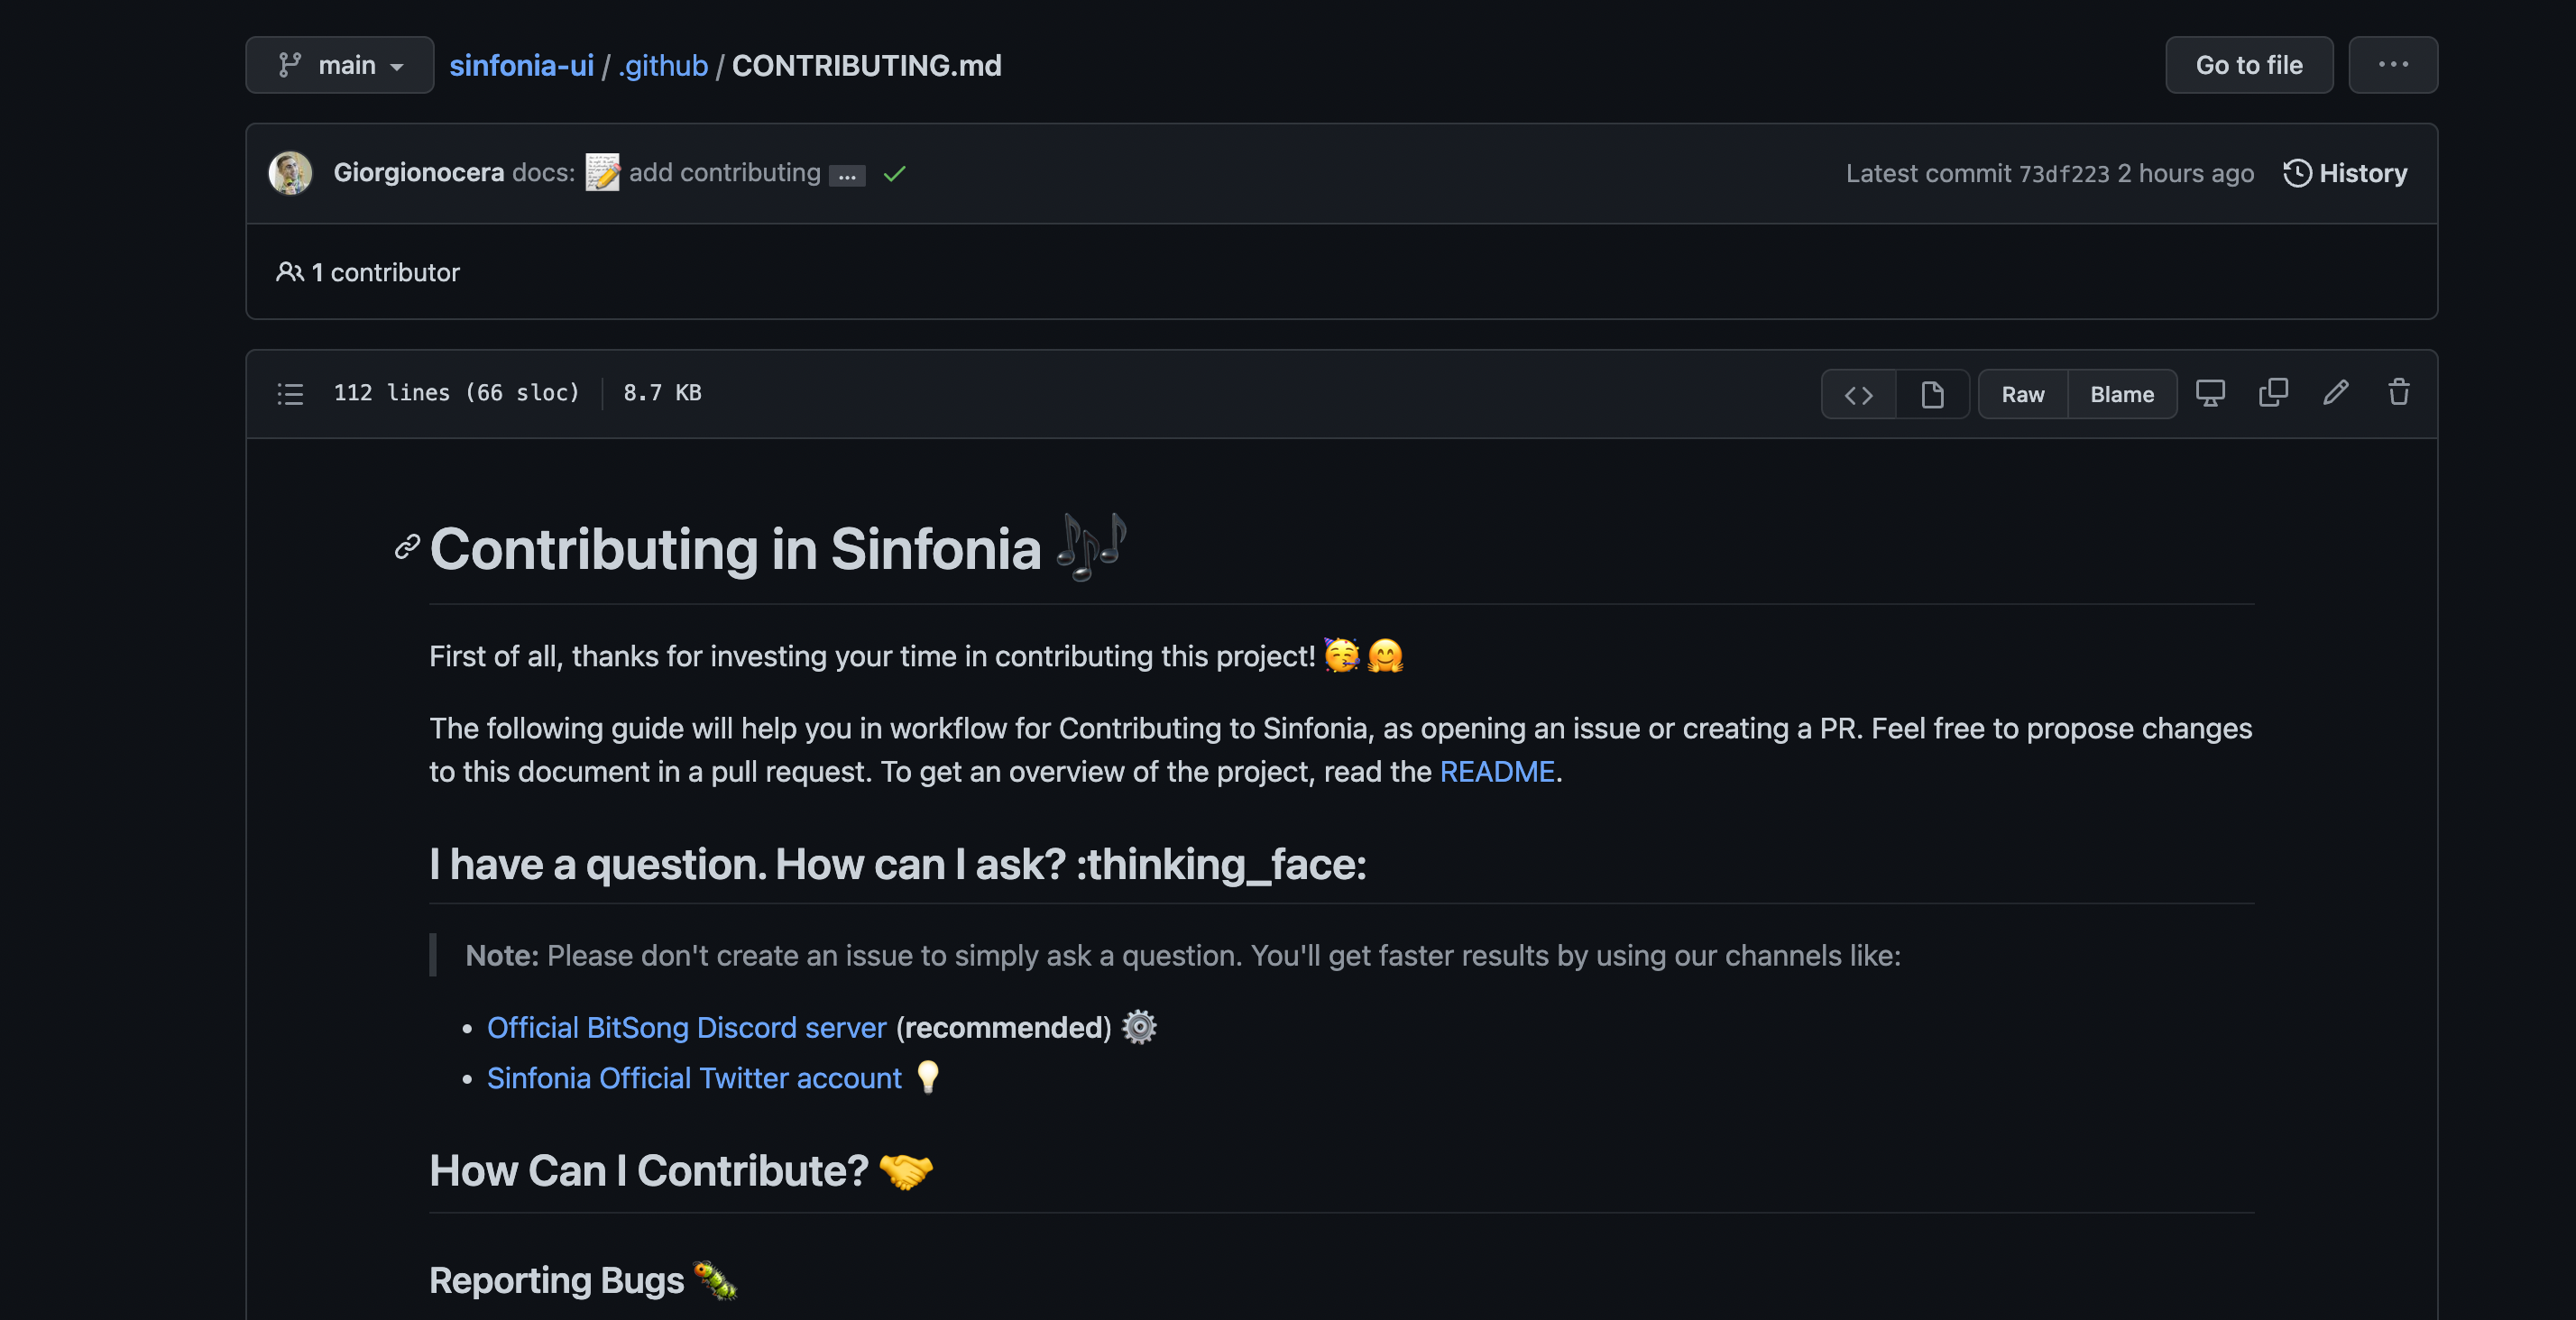 main
sinfonia-ui / .github / CONTRIBUTING.md
Go to file
...
Giorgionocera docs: 📝 add contributing ...
Latest commit 73df223 2 hours ago
History
1 contributor
112 lines (66 sloc) | 8.7 KB
<>
Raw
Blame
Contributing in Sinfonia 🎶
First of all, thanks for investing your time in contributing this project! 🥳 🤗
The following guide will help you in workflow for Contributing to Sinfonia, as opening an issue or creating a PR. Feel free to propose changes
to this document in a pull request. To get an overview of the project, read the README.
I have a question. How can I ask? :thinking_face:
Note: Please don't create an issue to simply ask a question. You'll get faster results by using our channels like:
• Official BitSong Discord server (recommended) ⚙️
• Sinfonia Official Twitter account 💡
How Can I Contribute? 🤝
Reporting Bugs 🐛